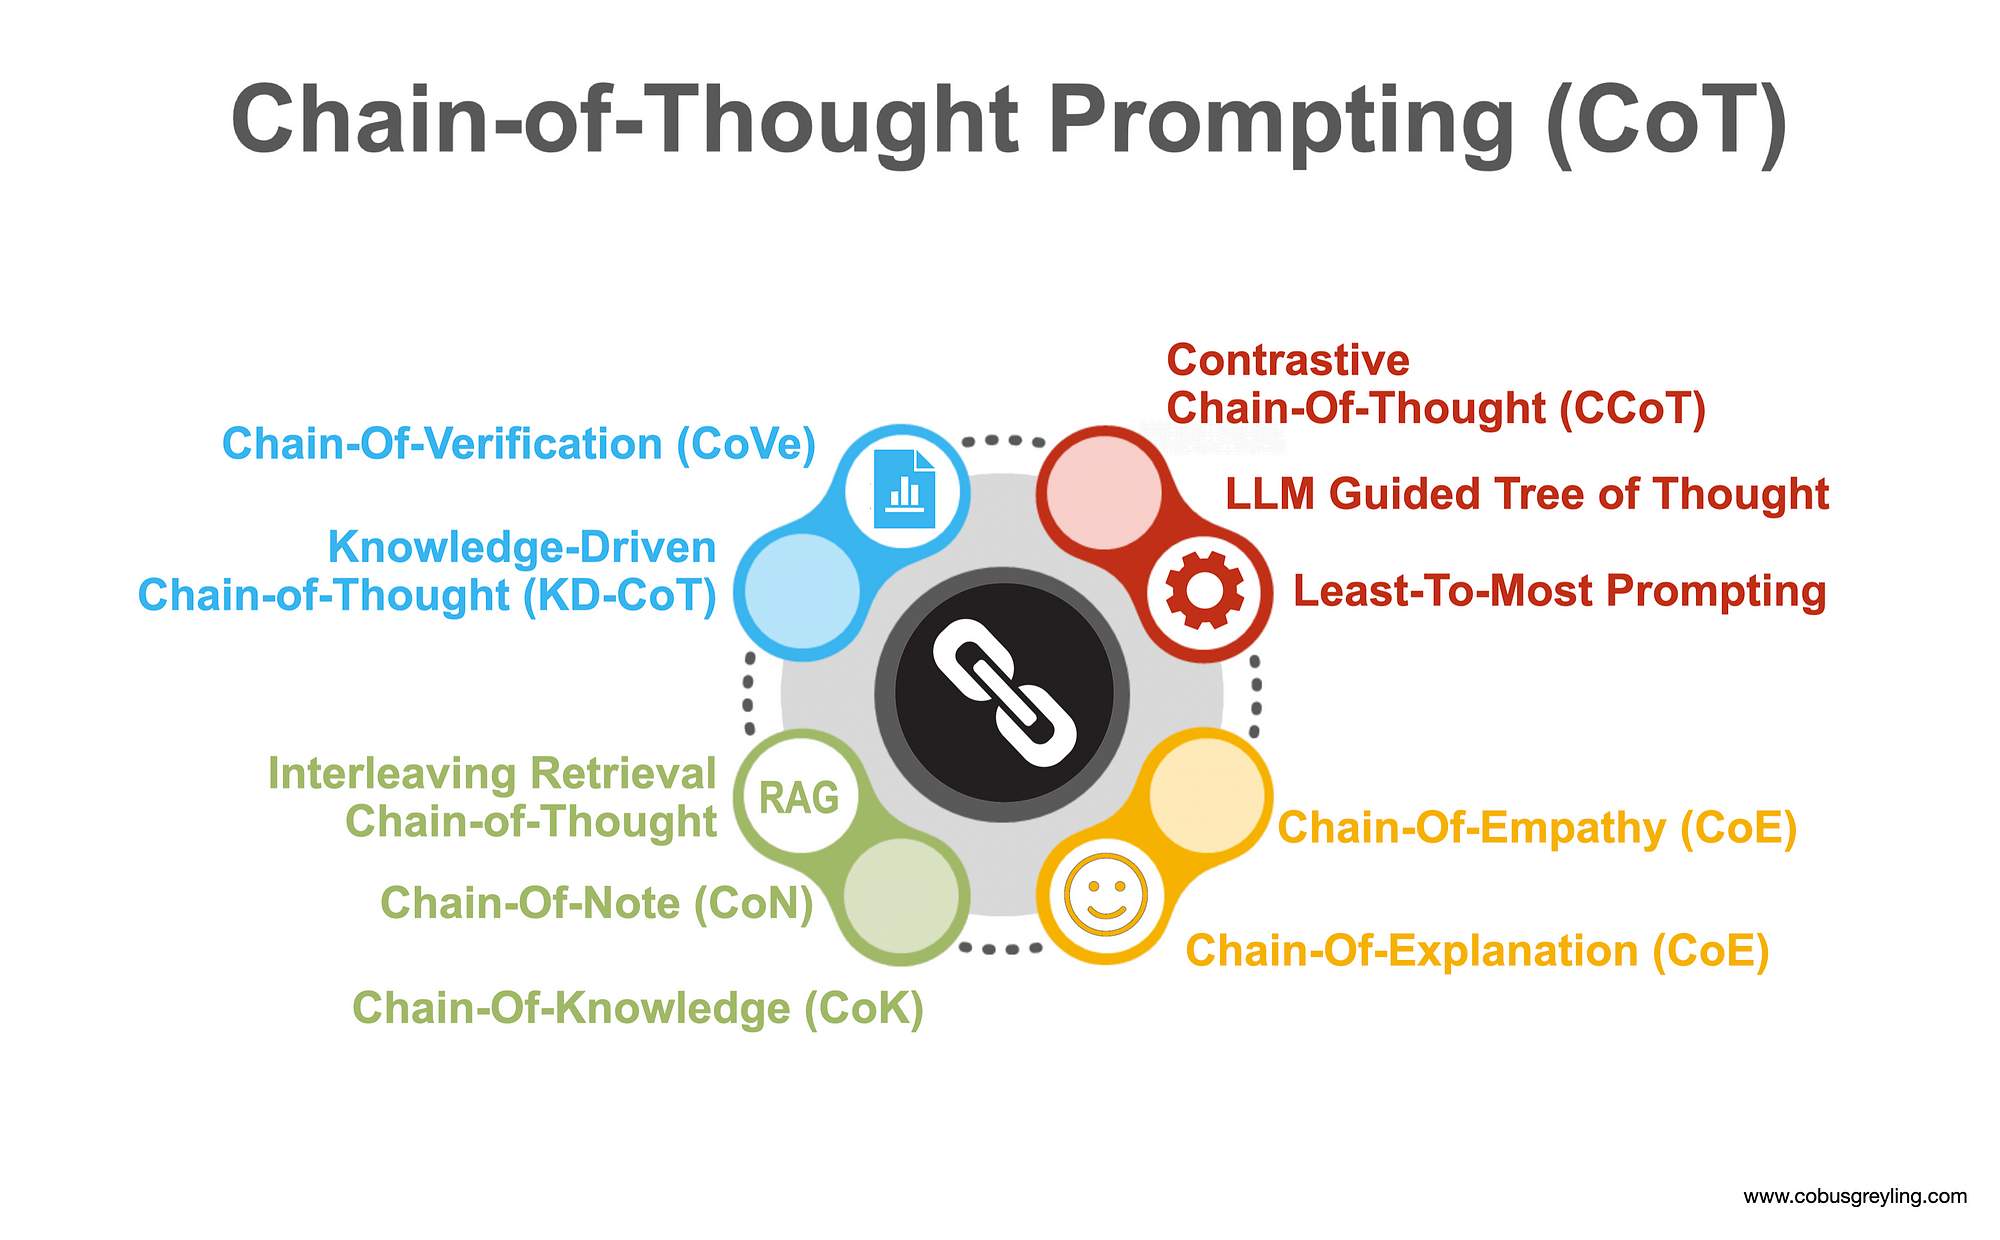 Chain-of-Thought Prompting (CoT)
Chain-Of-Verification (CoVe)
Knowledge-Driven
Chain-of-Thought (KD-CoT)
Contrastive
Chain-Of-Thought (CCoT)
LLM Guided Tree of Thought
Least-To-Most Prompting
Interleaving Retrieval
Chain-of-Thought
RAG
Chain-Of-Note (CoN)
Chain-Of-Knowledge (CoK)
Chain-Of-Empathy (CoE)
Chain-Of-Explanation (CoE)
www.cobusgreyling.com